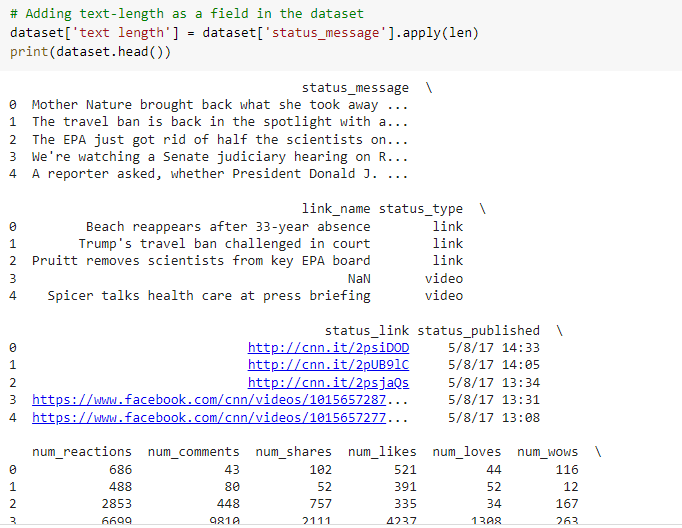 # Adding text-length as a field in the dataset
dataset['text length'] = dataset['status_message'].apply(len)
print(dataset.head())
status_message \
0 Mother Nature brought back what she took away ...
1 The travel ban is back in the spotlight with a...
2 The EPA just got rid of half the scientists on...
3 We're watching a Senate judiciary hearing on R...
4 A reporter asked, whether President Donald J. ...
link_name status_type \
0 Beach reappears after 33-year absence link
1 Trump's travel ban challenged in court link
2 Pruitt removes scientists from key EPA board link
3 NaN video
4 Spicer talks health care at press briefing video
status_link status_published \
0 http://cnn.it/2psiDOD 5/8/17 14:33
1 http://cnn.it/2pUB9lC 5/8/17 14:05
2 http://cnn.it/2psjaQs 5/8/17 13:34
3 https://www.facebook.com/cnn/videos/1015657287... 5/8/17 13:31
4 https://www.facebook.com/cnn/videos/1015657277... 5/8/17 13:08
num_reactions num_comments num_shares num_likes num_loves num_wows \
0 686 43 102 521 44 116
1 488 80 52 391 52 12
2 2853 448 757 335 34 167
3 6699 9810 2111 4237 1308 263